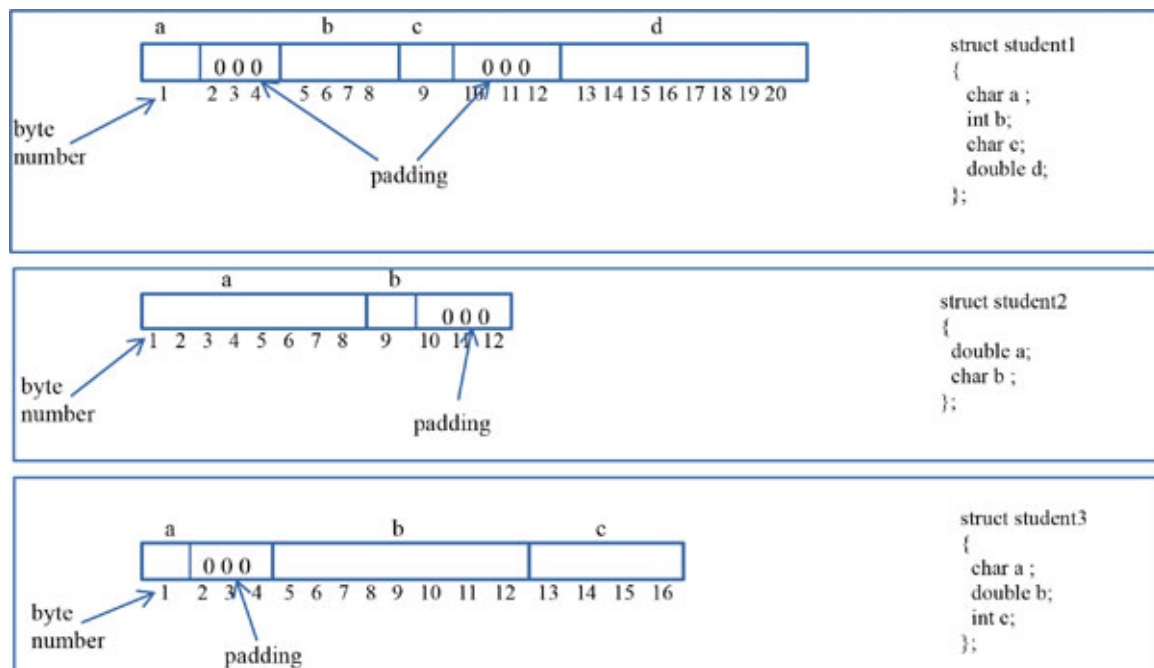 a b c d
0 0 0 0 0 0
1 2 3 4 5 6 7 8 9 10 11 12 13 14 15 16 17 18 19 20
byte
number
padding
struct student1
{
char a ;
int b;
char c;
double d;
};
a b
0 0 0
1 2 3 4 5 6 7 8 9 10 11 12
byte
number
padding
struct student2
{
double a;
char b ;
};
a b c
0 0 0
1 2 3 4 5 6 7 8 9 10 11 12 13 14 15 16
byte
number
padding
struct student3
{
char a ;
double b;
int c;
};